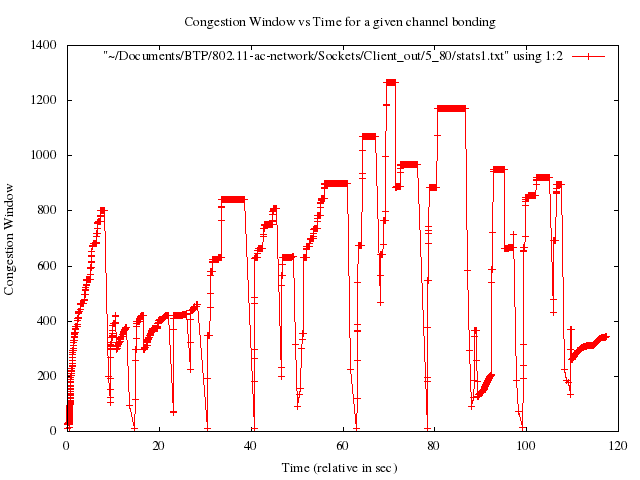 Congestion Window vs Time for a given channel bonding
"~/Documents/BTP/802.11-ac-network/Sockets/Client_out/5_80/stats1.txt" using 1:2
Congestion Window
1400
1200
1000
800
600
400
200
0
0 20 40 60 80 100 120
Time (relative in sec)